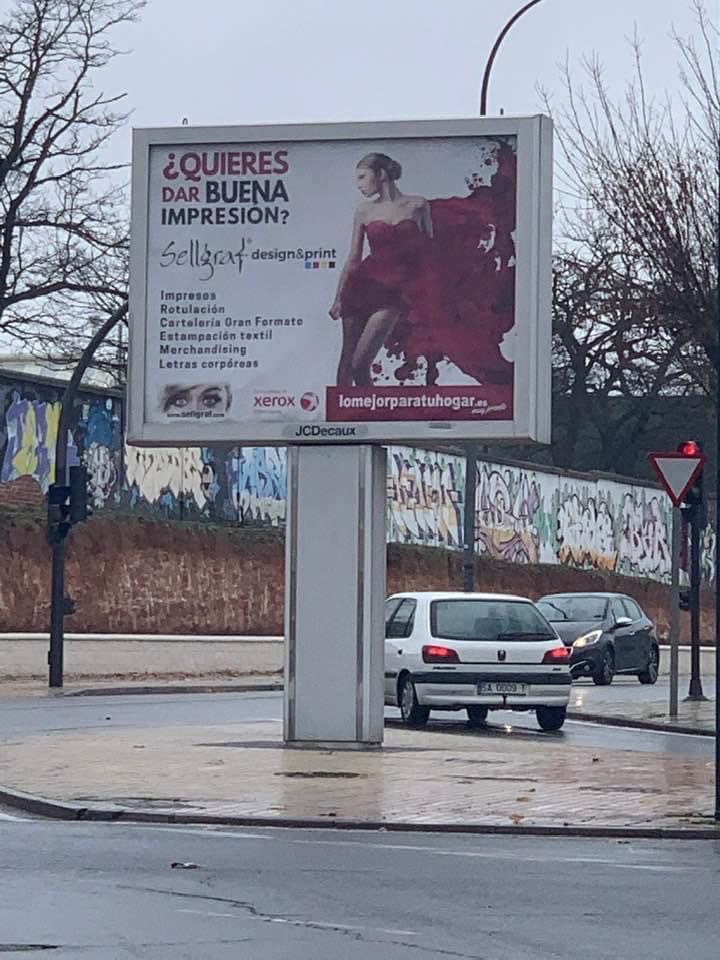 ¿QUIERES
DAR BUENA
IMPRESIÓN?
Sellgraf® design&print
Impresos
Rotulación
Cartelería Gran Formato
Estampación textil
Merchandising
Letras corpóreas
www.sellgraf.com
xerox
lomejorparatuhogar.es
JCDecaux
SA 0009 T